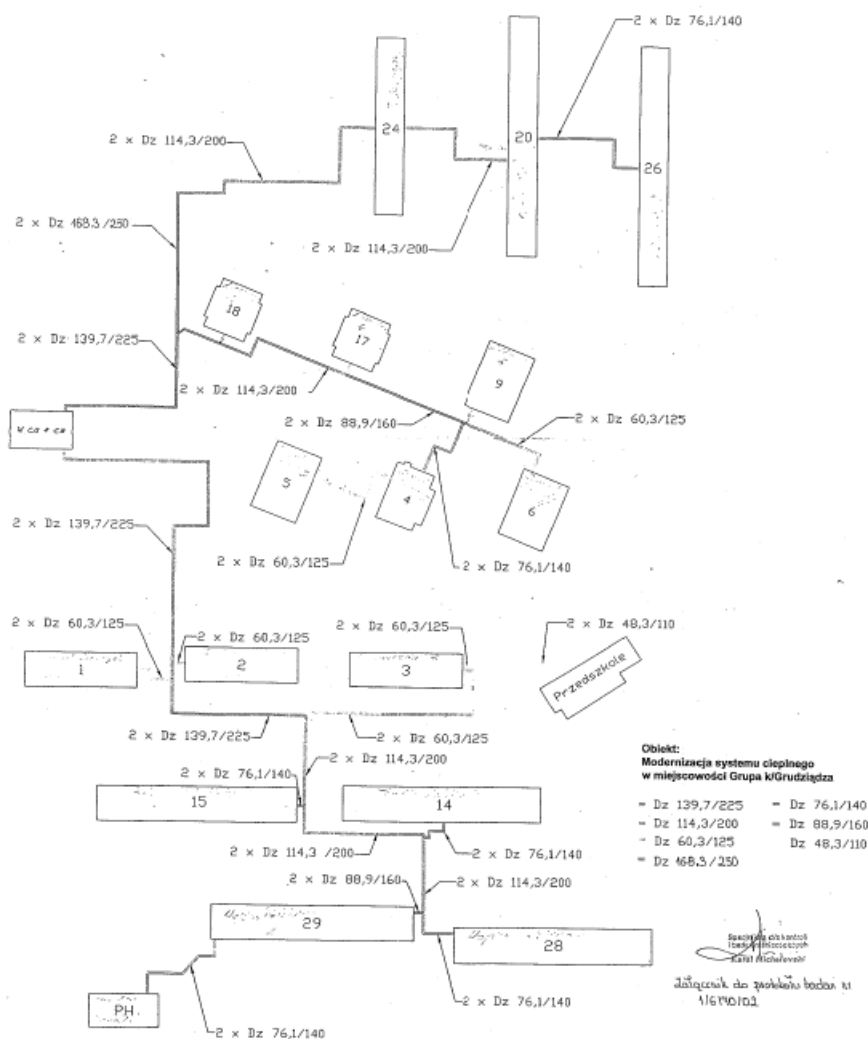 2 x Dz 76,1/140
24
20
26
2 x Dz 114,3/200
2 x Dz 168.3/250
2 x Dz 114,3/200
18
17
2 x Dz 139,7/225
9
2 x Dz 114,3/200
2 x Dz 88,9/160
2 x Dz 60,3/125
5
4
6
2 x Dz 139,7/225
2 x Dz 60,3/125
2 x Dz 76,1/140
2 x Dz 60,3/125
2 x Dz 60,3/125
2 x Dz 60,3/125
2 x Dz 48,3/110
1
2
3
Przedszkole
2 x Dz 139,7/225
2 x Dz 60,3/125
2 x Dz 114,3/200
2 x Dz 76,1/140
15
14
Obiekt:
Modernizacja systemu cieplnego
w miejscowości Grupa k/Grudziądza
= Dz 139,7/225
= Dz 76,1/140
= Dz 114,3/200
= Dz 88,9/160
- Dz 60,3/125
Dz 48,3/110
= Dz 168.3/250
2 x Dz 114,3 /200
2 x Dz 76,1/140
2 x Dz 88,9/160
2 x Dz 114,3/200
29
28
PH
2 x Dz 76,1/140
2 x Dz 76,1/140
Załącznik do protokołu badań nr